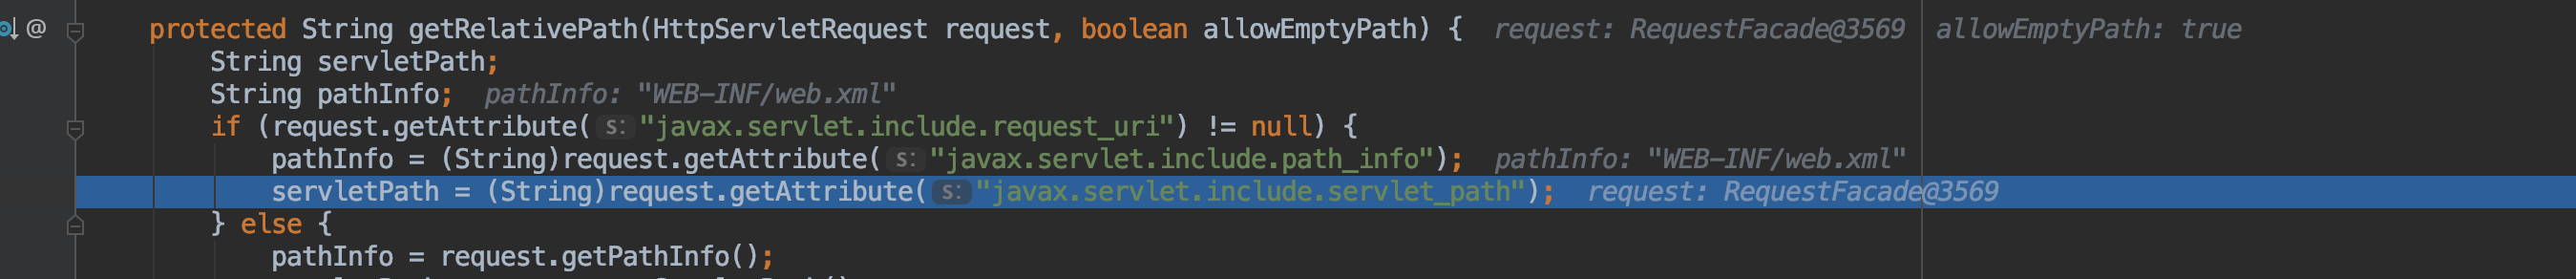 @ protected String getRelativePath(HttpServletRequest request, boolean allowEmptyPath) { request: RequestFacade@3569 allowEmptyPath: true
String servletPath;
String pathInfo; pathInfo: "WEB-INF/web.xml"
if (request.getAttribute( s: "javax.servlet.include.request_uri") != null) {
pathInfo = (String)request.getAttribute( s: "javax.servlet.include.path_info"); pathInfo: "WEB-INF/web.xml"
servletPath = (String)request.getAttribute( s: "javax.servlet.include.servlet_path"); request: RequestFacade@3569
} else {
pathInfo = request.getPathInfo();